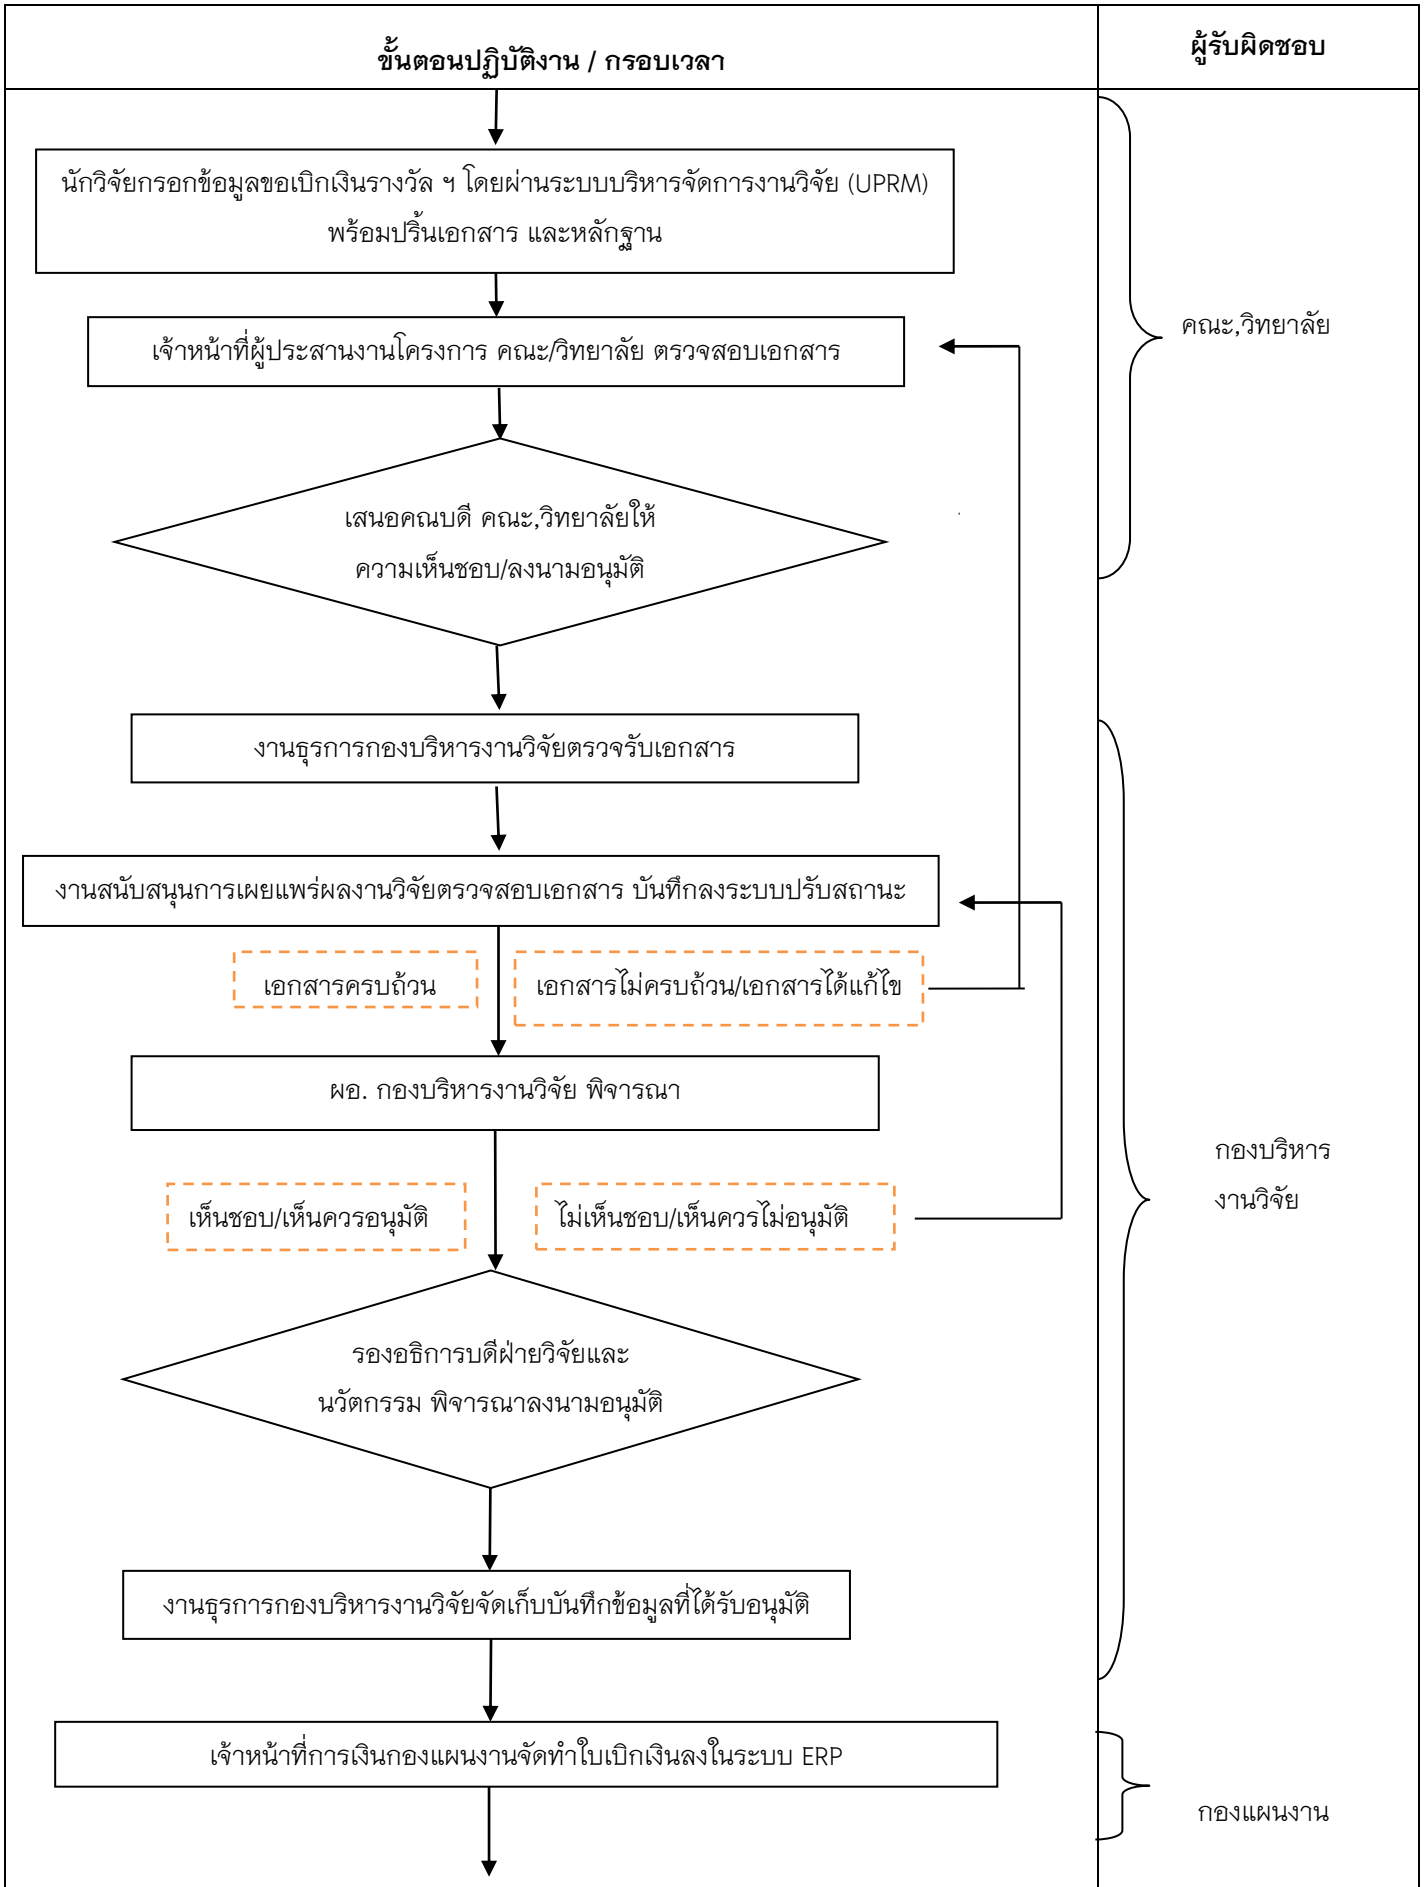 ขั้นตอนปฏิบัติงาน / กรอบเวลา
ผู้รับผิดชอบ
นักวิจัยกรอกข้อมูลขอเบิกเงินรางวัล ฯ โดยผ่านระบบบริหารจัดการงานวิจัย (UPRM)
พร้อมปริ้นเอกสาร และหลักฐาน
เจ้าหน้าที่ผู้ประสานงานโครงการ คณะ/วิทยาลัย ตรวจสอบเอกสาร
คณะ,วิทยาลัย
เสนอคณบดี คณะ,วิทยาลัยให้
ความเห็นชอบ/ลงนามอนุมัติ
งานธุรการกองบริหารงานวิจัยตรวจรับเอกสาร
งานสนับสนุนการเผยแพร่ผลงานวิจัยตรวจสอบเอกสาร บันทึกลงระบบปรับสถานะ
เอกสารครบถ้วน
เอกสารไม่ครบถ้วน/เอกสารได้แก้ไข
ผอ. กองบริหารงานวิจัย พิจารณา
กองบริหาร
งานวิจัย
เห็นชอบ/เห็นควรอนุมัติ
ไม่เห็นชอบ/เห็นควรไม่อนุมัติ
รองอธิการบดีฝ่ายวิจัยและ
นวัตกรรม พิจารณาลงนามอนุมัติ
งานธุรการกองบริหารงานวิจัยจัดเก็บบันทึกข้อมูลที่ได้รับอนุมัติ
เจ้าหน้าที่การเงินกองแผนงานจัดทำใบเบิกเงินลงในระบบ ERP
กองแผนงาน